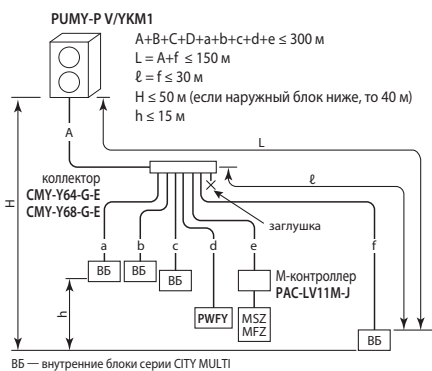 PUMY-P V/YKM1
A+B+C+D+a+b+c+d+e ≤ 300 м
L = A+f ≤ 150 м
ℓ = f ≤ 30 м
H ≤ 50 м (если наружный блок ниже, то 40 м)
h ≤ 15 м
A
L
H
коллектор
CMY-Y64-G-E
CMY-Y68-G-E
ℓ
заглушка
a
b
c
d
e
f
ВБ
ВБ
ВБ
М-контроллер
PAC-LV11M-J
h
PWFY
MSZ
MFZ
ВБ
ВБ — внутренние блоки серии CITY MULTI